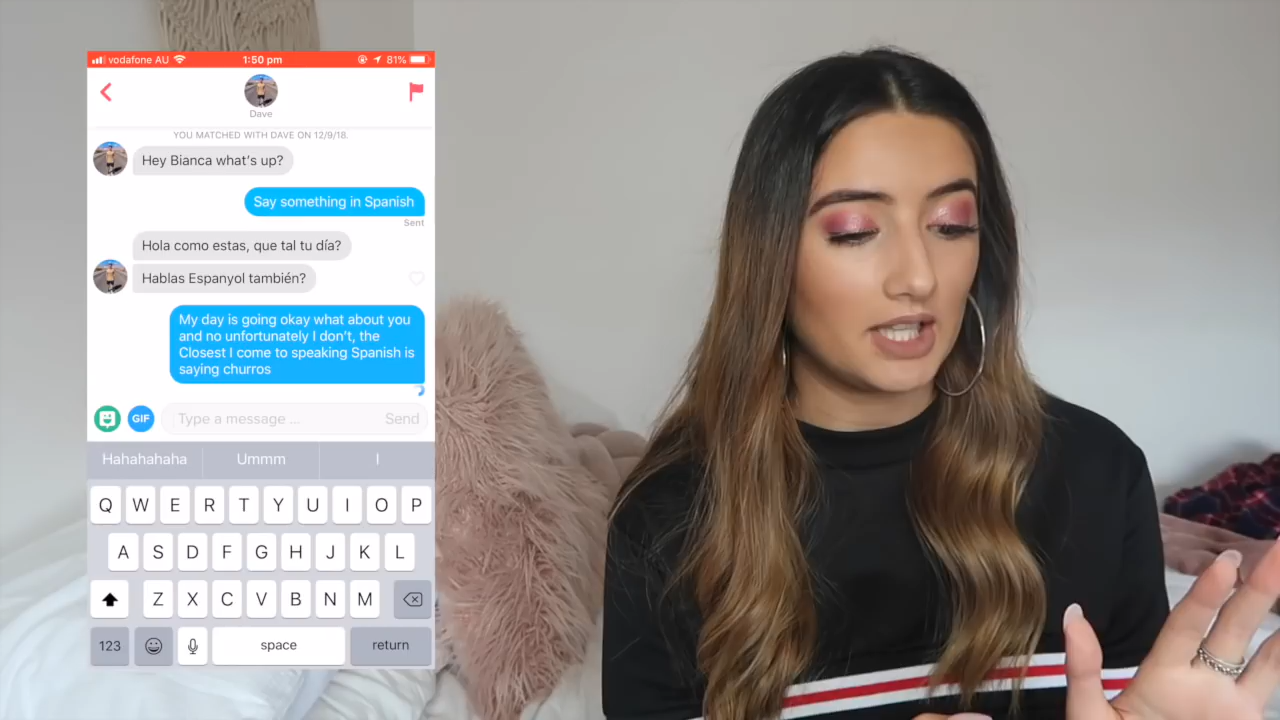 vodafone AU
1:50 pm
81%
Dave
YOU MATCHED WITH DAVE ON 12/9/18.
Hey Bianca what's up?
Say something in Spanish
Sent
Hola como estas, que tal tu día?
Hablas Espanyol también?
My day is going okay what about you
and no unfortunately I don't, the
Closest I come to speaking Spanish is
saying churros
GIF
Type a message ...
Send
Hahahahaha
Ummm
I
Q W E R T Y U I O P
A S D F G H J K L
Z X C V B N M
123
space
return